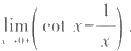 lim(cot x=1/x).
x→0+